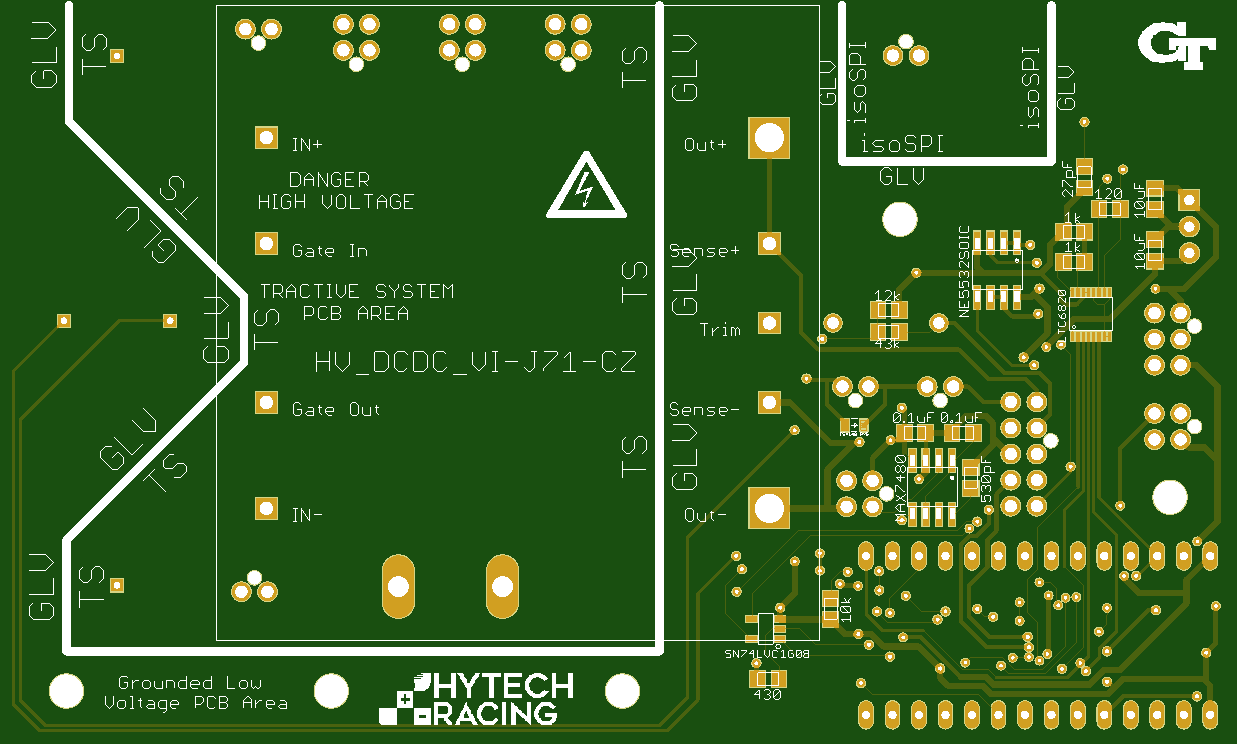 GLV
TS
TS
GLV
GLV
isoSPI
isoSPI
GLV
isoSPI
GLV
GT
IN+
Out+
DANGER
HIGH VOLTAGE
27pF
120
10uF
TS
GLV
1k
1k
10uF
NE5532SOIC
Gate In
Sense+
TS
GLV
TRACTIVE SYSTEM
PCB AREA
GLV
TS
12k
43k
LTC6820
Trim
HV_DCDC_VI-J71-CZ
Gate Out
Sense-
0.1uF
0.1uF
GLV
TS
TS
GLV
MAX7480
530pF
IN-
Out-
GLV
TS
10k
SN74LVC1G08
430
Grounded Low
Voltage PCB Area
HYTECH
RACING